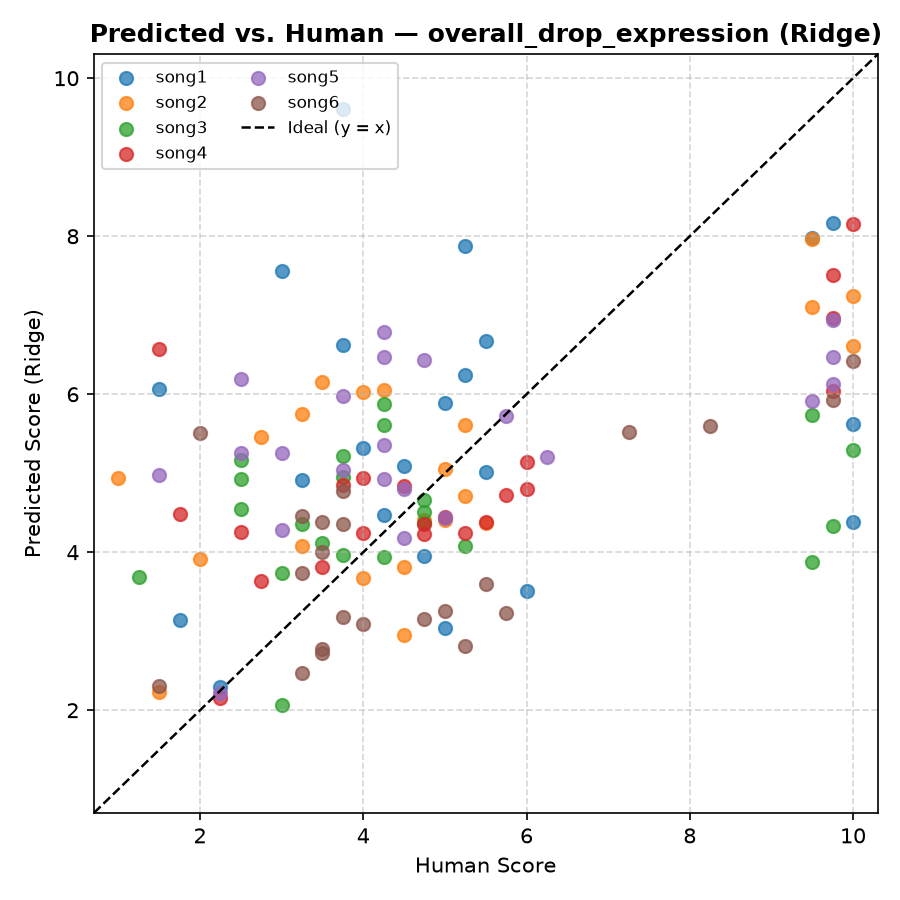 Predicted vs. Human — overall_drop_expression (Ridge)
song1
song2
song3
song4
song5
song6
Ideal (y = x)
10
8
6
4
2
Predicted Score (Ridge)
2
4
6
8
10
Human Score